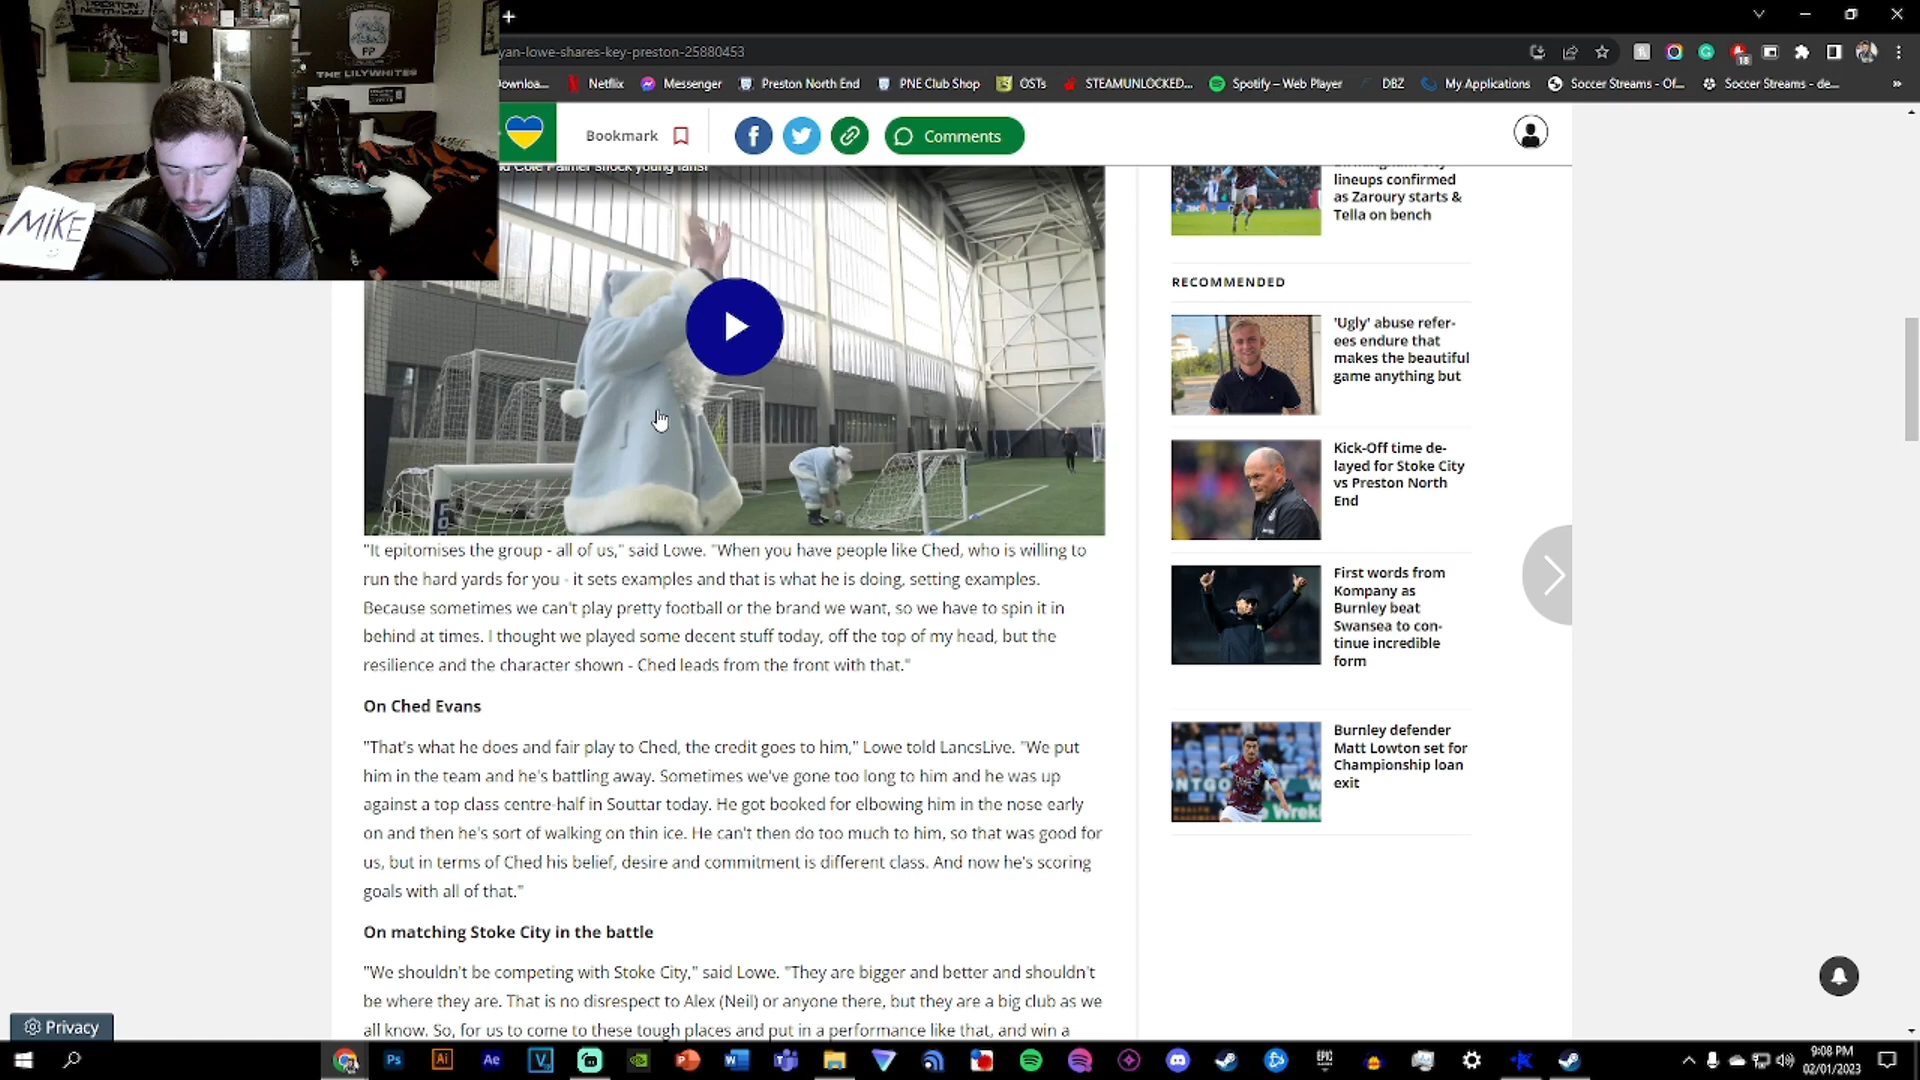 PRESTON
NORTH END
PP
THE LILYWHITES
MIKE
yan-lowe-shares-key-preston-25880453
18
Downloa...
Netflix
Messenger
Preston North End
PNE Club Shop
OSTs
STEAMUNLOCKED...
Spotify – Web Player
DBZ
My Applications
Soccer Streams - Of...
Soccer Streams - de...
Bookmark
Comments
d Cole Palmer shock young fans!
"It epitomises the group - all of us," said Lowe. "When you have people like Ched, who is willing to
run the hard yards for you - it sets examples and that is what he is doing, setting examples.
Because sometimes we can't play pretty football or the brand we want, so we have to spin it in
behind at times. I thought we played some decent stuff today, off the top of my head, but the
resilience and the character shown - Ched leads from the front with that."
On Ched Evans
"That's what he does and fair play to Ched, the credit goes to him," Lowe told LancsLive. "We put
him in the team and he's battling away. Sometimes we've gone too long to him and he was up
against a top class centre-half in Souttar today. He got booked for elbowing him in the nose early
on and then he's sort of walking on thin ice. He can't then do too much to him, so that was good for
us, but in terms of Ched his belief, desire and commitment is different class. And now he's scoring
goals with all of that."
On matching Stoke City in the battle
"We shouldn't be competing with Stoke City," said Lowe. "They are bigger and better and shouldn't
be where they are. That is no disrespect to Alex (Neil) or anyone there, but they are a big club as we
all know. So, for us to come to these tough places and put in a performance like that, and win a
Birmingham City
lineups confirmed
as Zaroury starts &
Tella on bench
RECOMMENDED
'Ugly' abuse refer-
ees endure that
makes the beautiful
game anything but
Kick-Off time de-
layed for Stoke City
vs Preston North
End
First words from
Kompany as
Burnley beat
Swansea to con-
tinue incredible
form
Burnley defender
Matt Lowton set for
Championship loan
exit
Privacy
Ps
Ai
Ae
V
EPIC
9:08 PM
02/01/2023